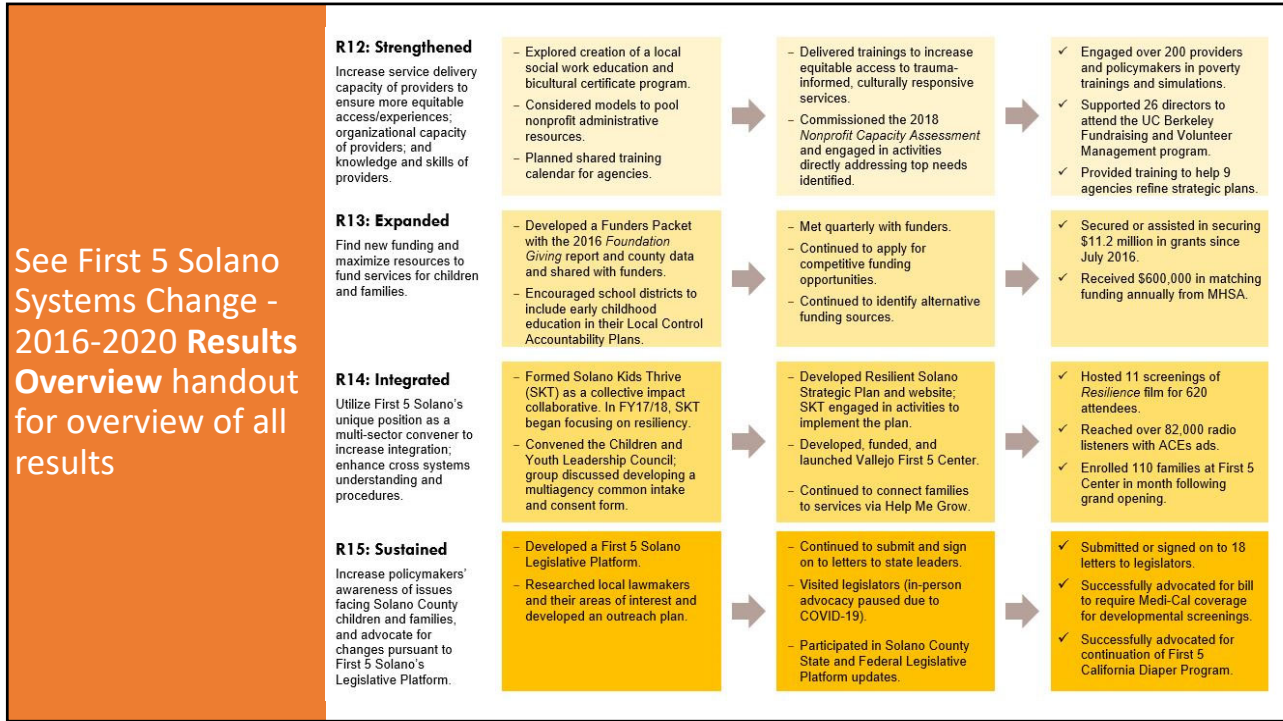 See First 5 Solano
Systems Change -
2016-2020 Results
Overview handout
for overview of all
results
R12: Strengthened
Increase service delivery
capacity of providers to
ensure more equitable
access/experiences;
organizational capacity
of providers; and
knowledge and skills of
providers.
– Explored creation of a local
social work education and
bicultural certificate program.
– Considered models to pool
nonprofit administrative
resources.
– Planned shared training
calendar for agencies.
– Delivered trainings to increase
equitable access to trauma-
informed, culturally responsive
services.
– Commissioned the 2018
Nonprofit Capacity Assessment
and engaged in activities
directly addressing top needs
identified.
✓ Engaged over 200 providers
and policymakers in poverty
trainings and simulations.
✓ Supported 26 directors to
attend the UC Berkeley
Fundraising and Volunteer
Management program.
✓ Provided training to help 9
agencies refine strategic plans.
R13: Expanded
Find new funding and
maximize resources to
fund services for children
and families.
– Developed a Funders Packet
with the 2016 Foundation
Giving report and county data
and shared with funders.
– Encouraged school districts to
include early childhood
education in their Local Control
Accountability Plans.
– Met quarterly with funders.
– Continued to apply for
competitive funding
opportunities.
– Continued to identify alternative
funding sources.
✓ Secured or assisted in securing
$11.2 million in grants since
July 2016.
✓ Received $600,000 in matching
funding annually from MHSA.
R14: Integrated
Utilize First 5 Solano's
unique position as a
multi-sector convener to
increase integration;
enhance cross systems
understanding and
procedures.
– Formed Solano Kids Thrive
(SKT) as a collective impact
collaborative. In FY17/18, SKT
began focusing on resiliency.
– Convened the Children and
Youth Leadership Council;
group discussed developing a
multiagency common intake
and consent form.
– Developed Resilient Solano
Strategic Plan and website;
SKT engaged in activities to
implement the plan.
– Developed, funded, and
launched Vallejo First 5 Center.
– Continued to connect families
to services via Help Me Grow.
✓ Hosted 11 screenings of
Resilience film for 620
attendees.
✓ Reached over 82,000 radio
listeners with ACEs ads.
✓ Enrolled 110 families at First 5
Center in month following
grand opening.
R15: Sustained
Increase policymakers'
awareness of issues
facing Solano County
children and families,
and advocate for
changes pursuant to
First 5 Solano's
Legislative Platform.
– Developed a First 5 Solano
Legislative Platform.
– Researched local lawmakers
and their areas of interest and
developed an outreach plan.
– Continued to submit and sign
on to letters to state leaders.
– Visited legislators (in-person
advocacy paused due to
COVID-19).
– Participated in Solano County
State and Federal Legislative
Platform updates.
✓ Submitted or signed on to 18
letters to legislators.
✓ Successfully advocated for bill
to require Medi-Cal coverage
for developmental screenings.
✓ Successfully advocated for
continuation of First 5
California Diaper Program.